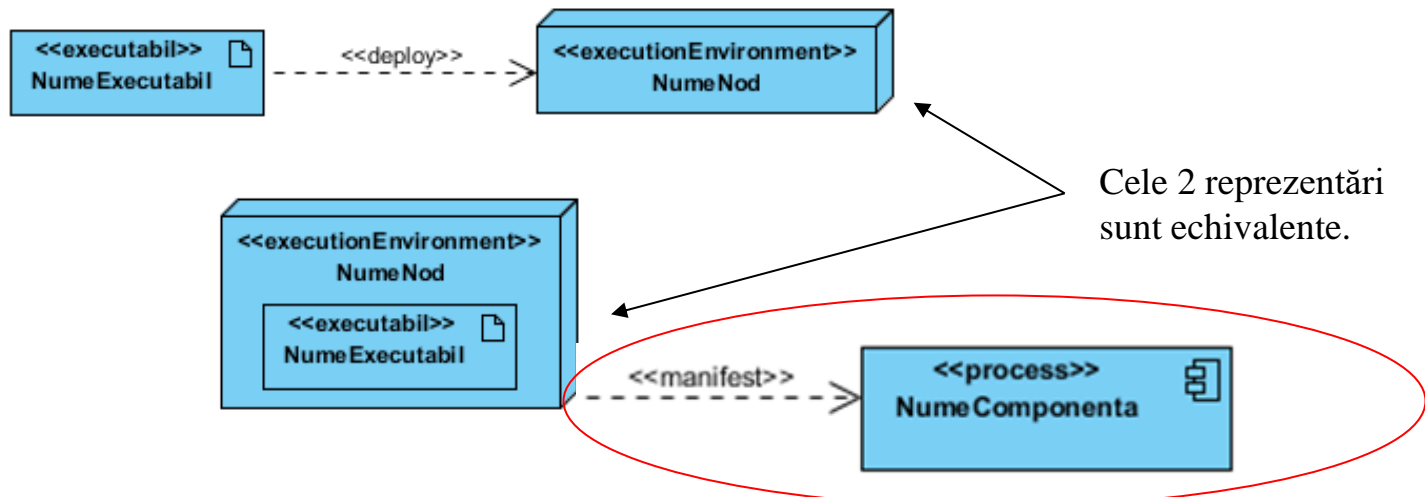 <<executabil>>
NumeExecutabil
<<deploy>>
<<executionEnvironment>>
NumeNod
Cele 2 reprezentări
sunt echivalente.
<<executionEnvironment>>
NumeNod
<<executabil>>
NumeExecutabil
<<manifest>>
<<process>>
NumeComponenta